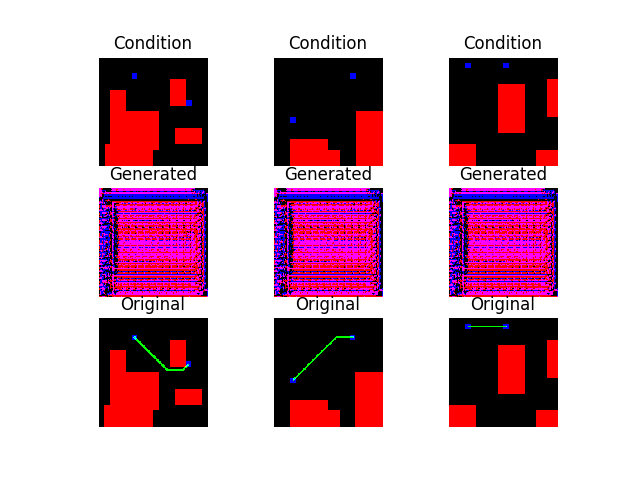 Condition
Condition
Condition
Generated
Generated
Generated
Original
Original
Original